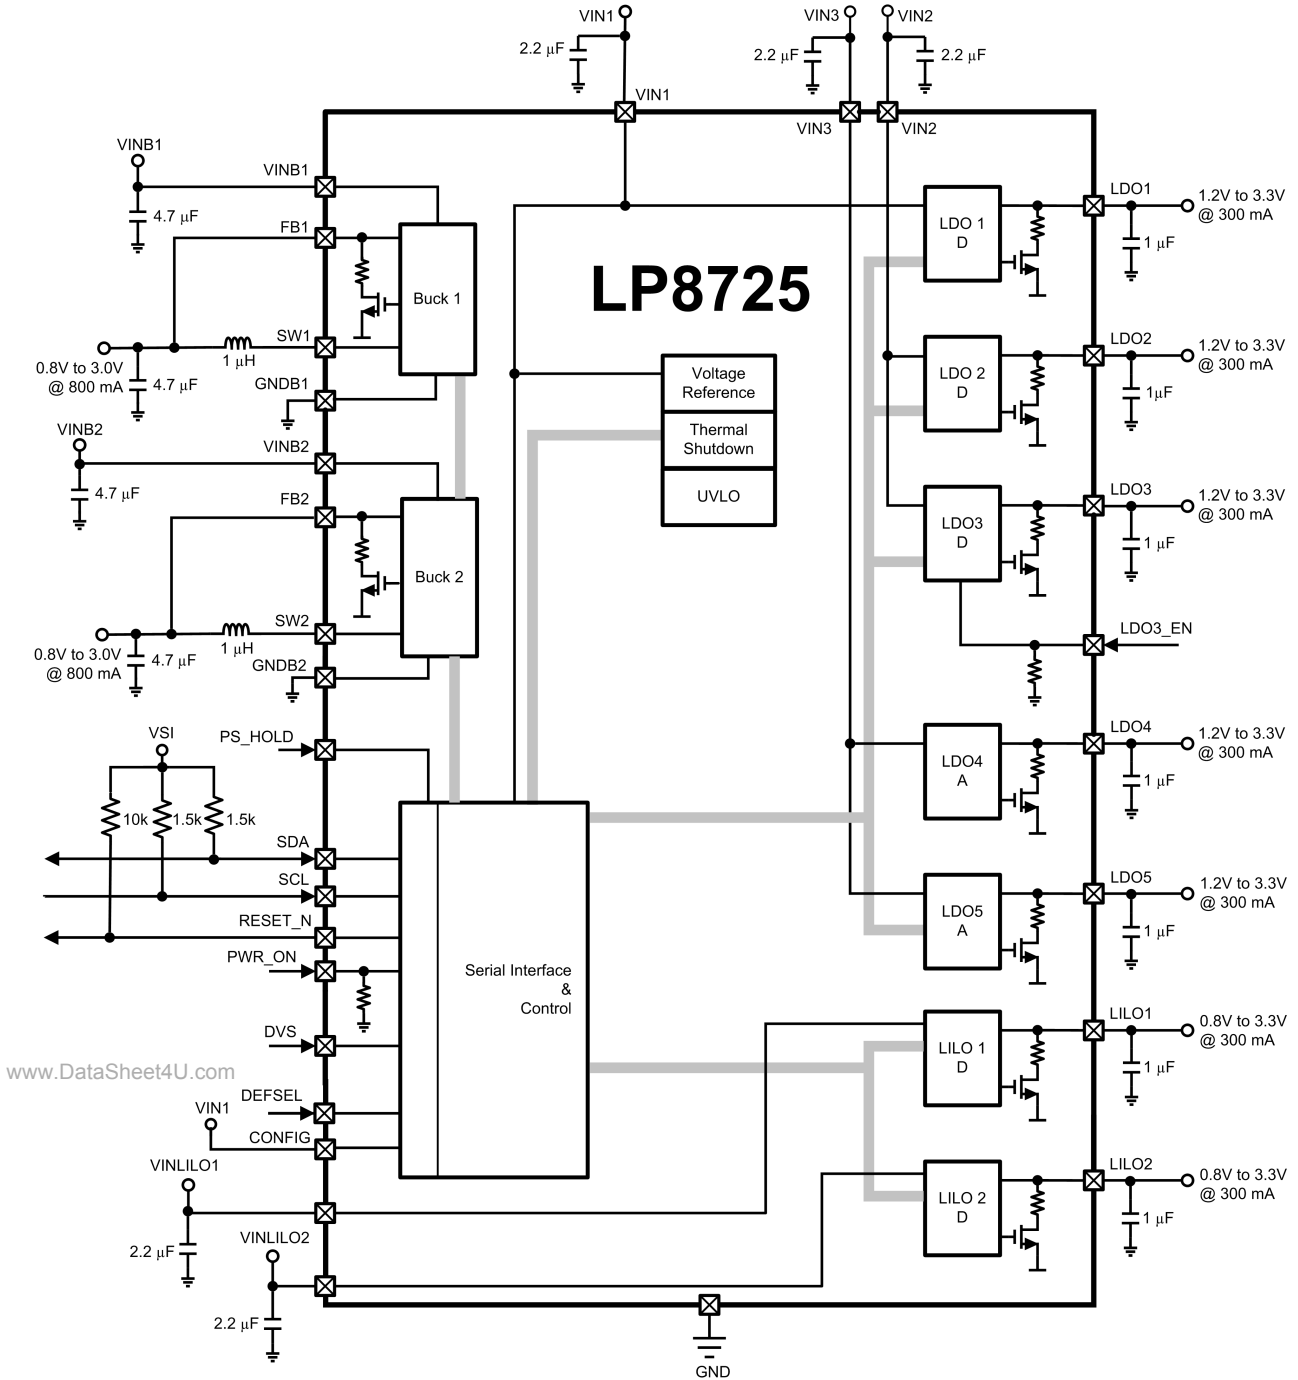 VIN1
VIN3
VIN2
2.2 μF
2.2 μF
2.2 μF
VIN1
VIN3
VIN2
VINB1
VINB1
4.7 μF
FB1
Buck 1
SW1
1 μH
0.8V to 3.0V
@ 800 mA
4.7 μF
GNDB1
VINB2
VINB2
4.7 μF
FB2
Buck 2
SW2
1 μH
0.8V to 3.0V
@ 800 mA
4.7 μF
GNDB2
LP8725
Voltage
Reference
Thermal
Shutdown
UVLO
LDO 1
D
LDO1
1.2V to 3.3V
@ 300 mA
1 μF
LDO 2
D
LDO2
1.2V to 3.3V
@ 300 mA
1μF
LDO3
D
LDO3
1.2V to 3.3V
@ 300 mA
1 μF
LDO3_EN
LDO4
A
LDO4
1.2V to 3.3V
@ 300 mA
1 μF
LDO5
A
LDO5
1.2V to 3.3V
@ 300 mA
1 μF
LILO 1
D
LILO1
0.8V to 3.3V
@ 300 mA
1 μF
LILO 2
D
LILO2
0.8V to 3.3V
@ 300 mA
1 μF
PS_HOLD
VSI
10k
1.5k
1.5k
SDA
SCL
RESET_N
PWR_ON
Serial Interface
&
Control
DVS
www.DataSheet4U.com
DEFSEL
VIN1
CONFIG
VINLILO1
2.2 μF
VINLILO2
2.2 μF
GND